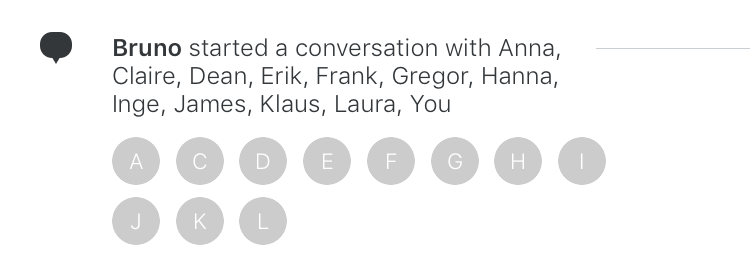 Bruno started a conversation with Anna,
Claire, Dean, Erik, Frank, Gregor, Hanna,
Inge, James, Klaus, Laura, You
A C D E F G H I
J K L